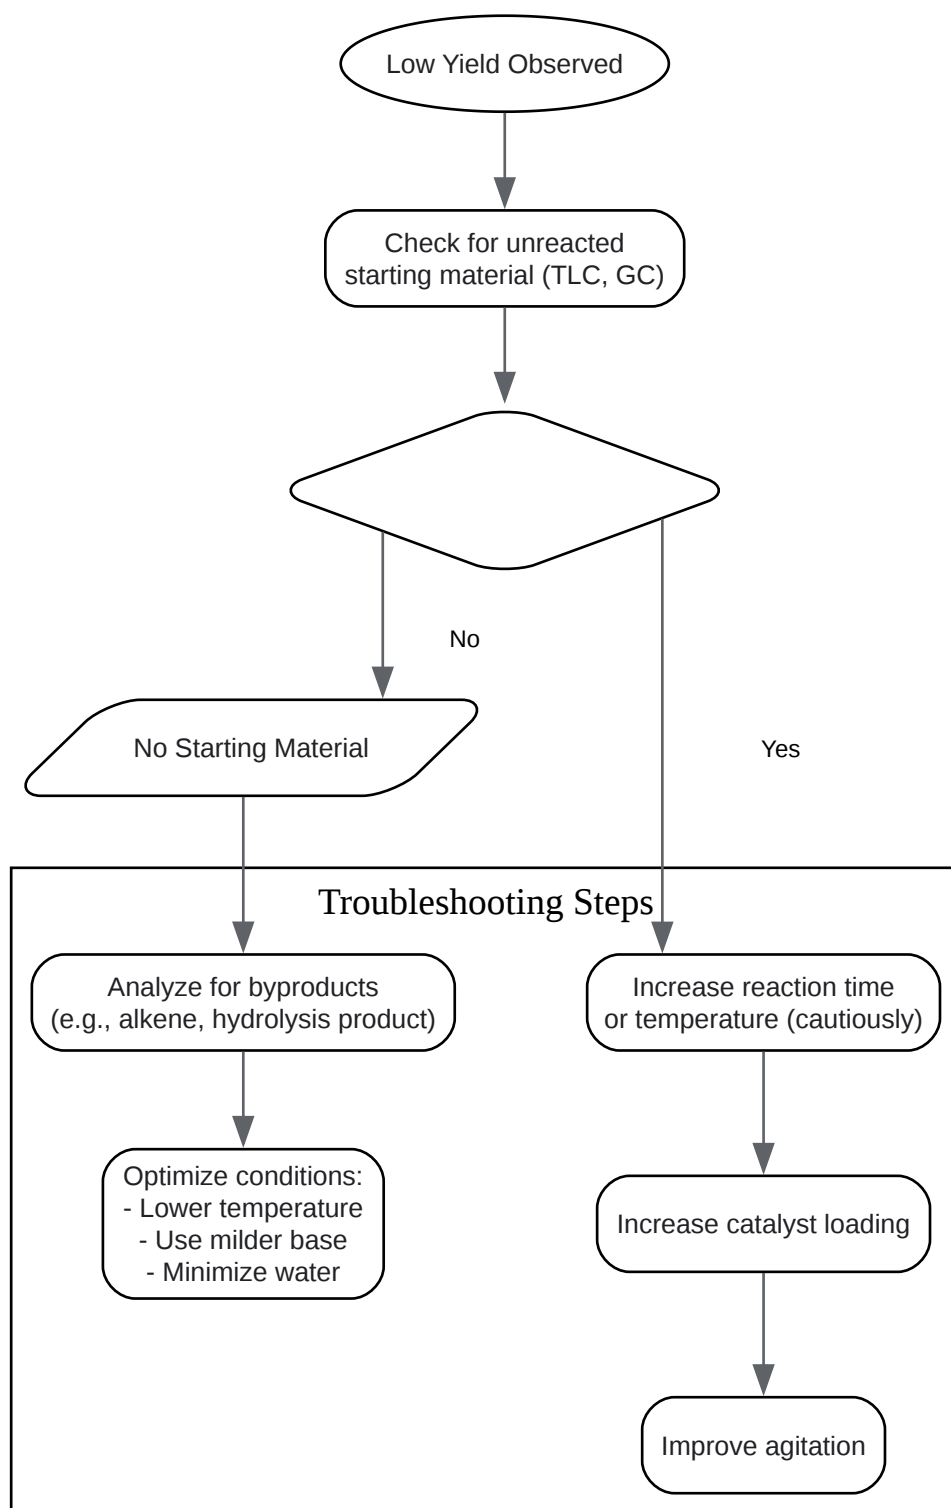 Low Yield Observed
Check for unreacted
starting material (TLC, GC)
No
No Starting Material
Yes
Troubleshooting Steps
Analyze for byproducts
(e.g., alkene, hydrolysis product)
Increase reaction time
or temperature (cautiously)
Optimize conditions:
- Lower temperature
- Use milder base
- Minimize water
Increase catalyst loading
Improve agitation